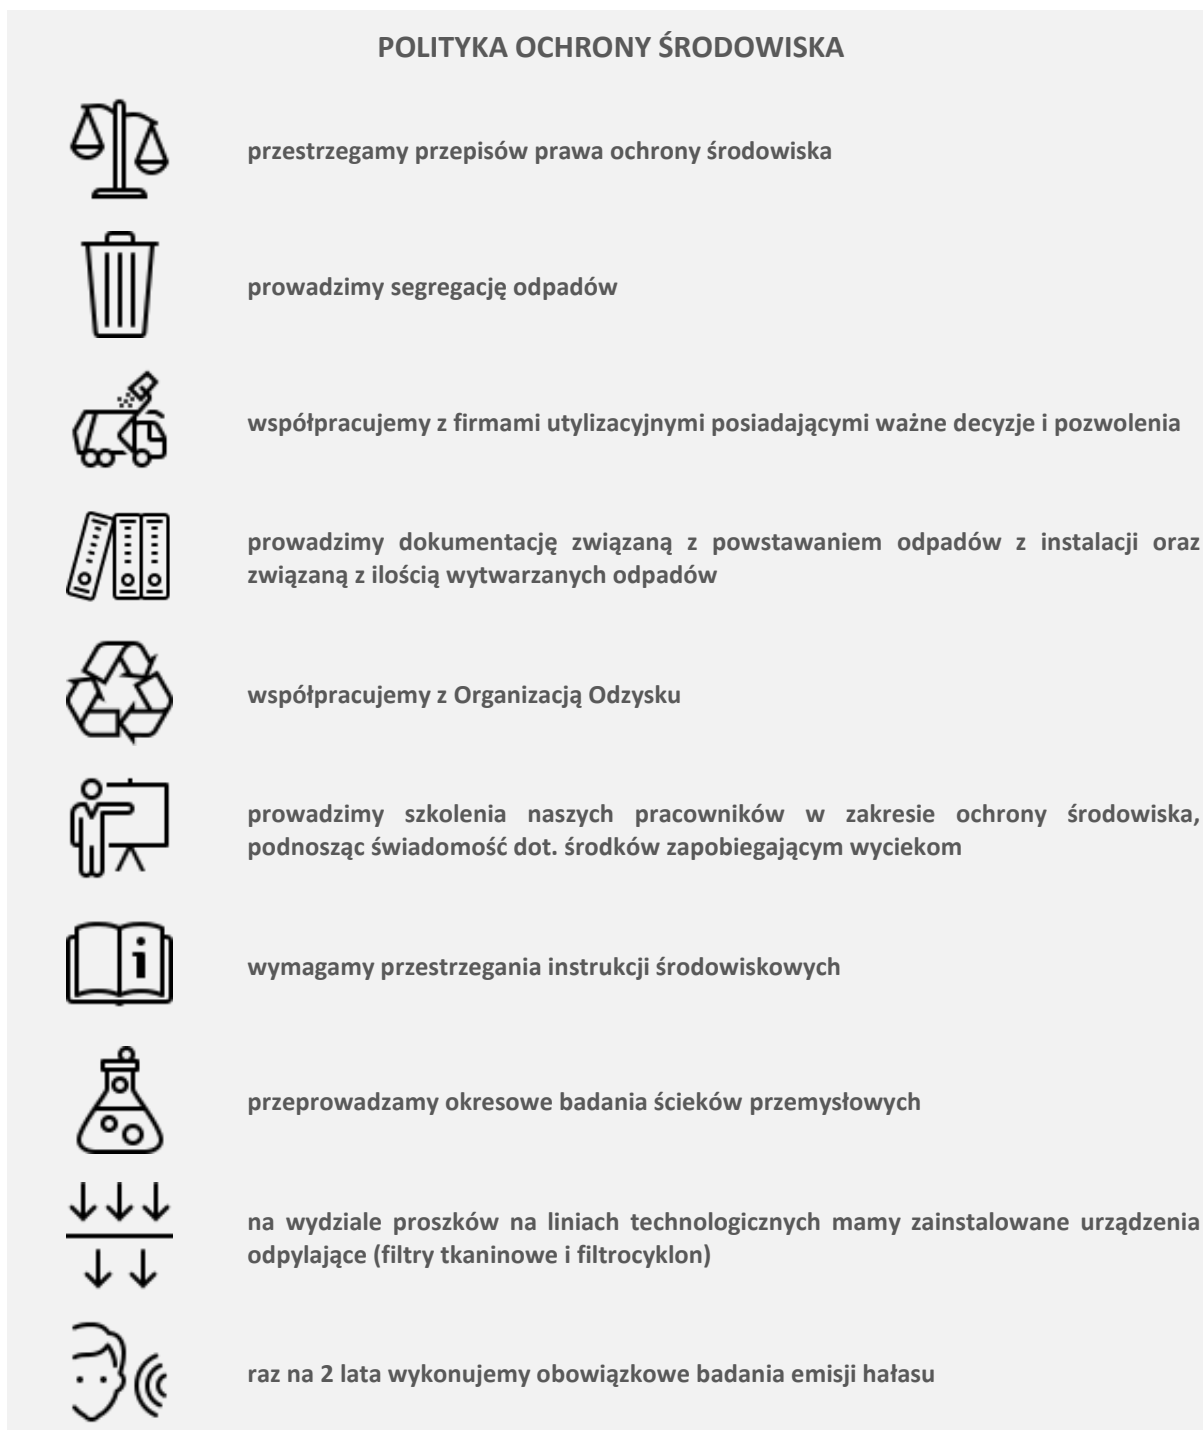 POLITYKA OCHRONY ŚRODOWISKA
przestrzegamy przepisów prawa ochrony środowiska
prowadzimy segregację odpadów
współpracujemy z firmami utylizacyjnymi posiadającymi ważne decyzje i pozwolenia
prowadzimy dokumentację związaną z powstawaniem odpadów z instalacji oraz
związaną z ilością wytwarzanych odpadów
współpracujemy z Organizacją Odzysku
prowadzimy szkolenia naszych pracowników w zakresie ochrony środowiska,
podnosząc świadomość dot. środków zapobiegającym wyciekom
wymagamy przestrzegania instrukcji środowiskowych
przeprowadzamy okresowe badania ścieków przemysłowych
na wydziale proszków na liniach technologicznych mamy zainstalowane urządzenia
odpylające (filtry tkaninowe i filtrocyklon)
raz na 2 lata wykonujemy obowiązkowe badania emisji hałasu